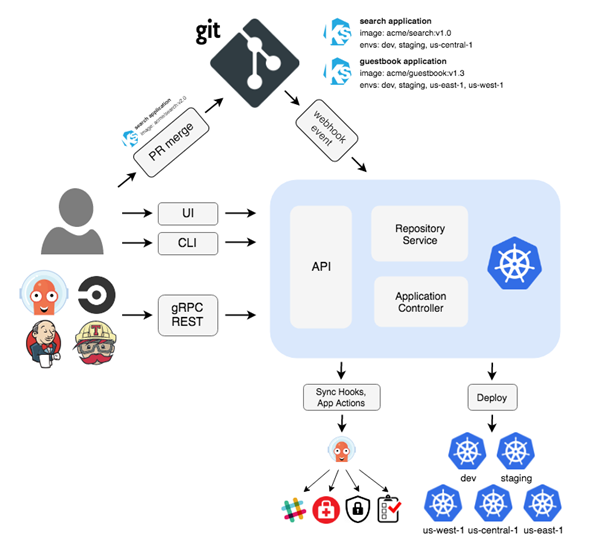 git
search application
image: acme/search:v1.0
envs: dev, staging, us-central-1
guestbook application
image: acme/guestbook:v1.3
envs: dev, staging, us-east-1, us-west-1
search application
image: acme/search:v2.0
PR merge
webhook
event
UI
CLI
gRPC
REST
API
Repository
Service
Application
Controller
Sync Hooks,
App Actions
Deploy
dev
staging
us-west-1
us-central-1
us-east-1
KS
KS
KS
T